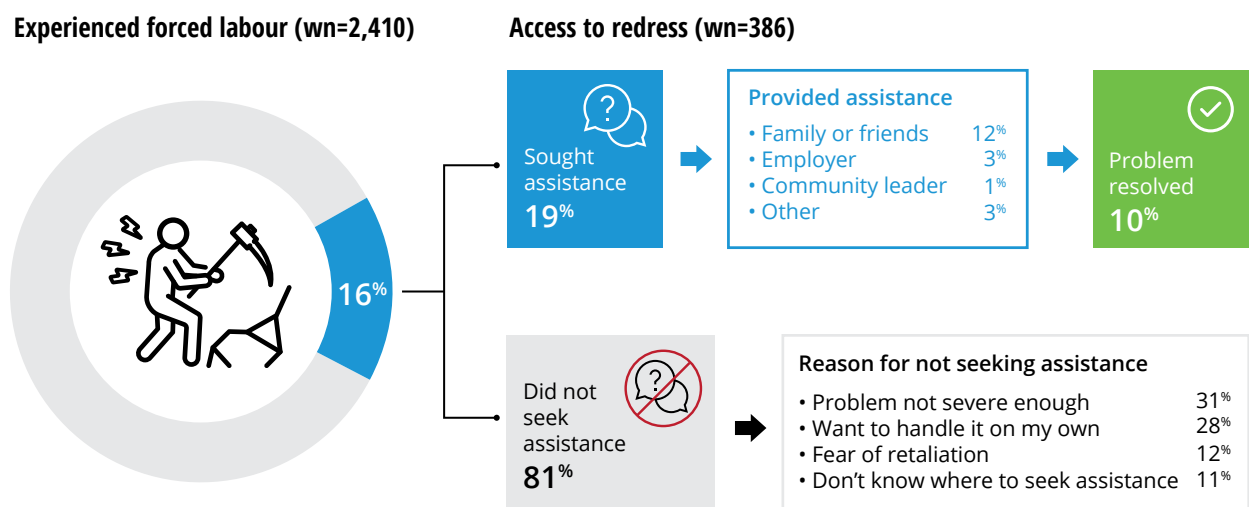 Experienced forced labour (wn=2,410)
16%
Access to redress (wn=386)
?
Sought
assistance
19%
Provided assistance
• Family or friends 12%
• Employer 3%
• Community leader 1%
• Other 3%
Problem
resolved
10%
?
Did not
seek
assistance
81%
Reason for not seeking assistance
• Problem not severe enough 31%
• Want to handle it on my own 28%
• Fear of retaliation 12%
• Don’t know where to seek assistance 11%